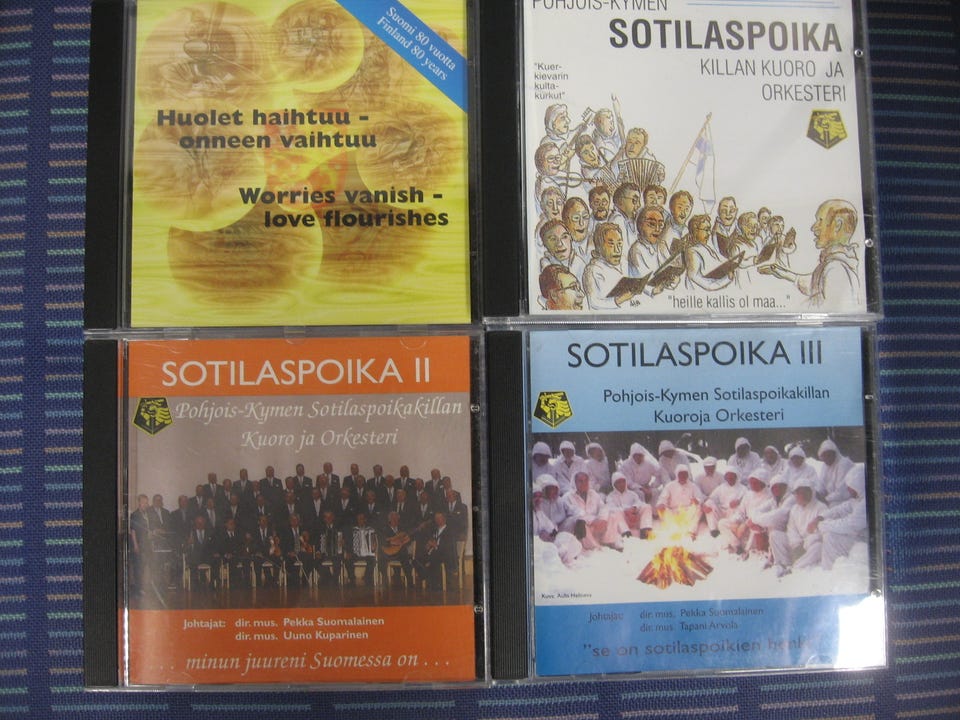 Suomi 80 vuotta
Finland 80 years
Huolet haihtuu -
onneen vaihtuu
Worries vanish -
love flourishes
POHJOIS-KYMEN
SOTILASPOIKA
KILLAN KUORO JA
ORKESTERI
"Kuer-
kievarin
kulta-
kurkut"
"heille kallis ol maa..."
SOTILASPOIKA II
Pohjois-Kymen Sotilaspoikakillan
Kuoro ja Orkesteri
Johtajat: dir. mus. Pekka Suomalainen
dir. mus. Uuno Kuparinen
... minun juureni Suomessa on ...
SOTILASPOIKA III
Pohjois-Kymen Sotilaspoikakillan
Kuoroja Orkesteri
Kuva:
Johtajat: dir. mus. Pekka Suomalainen
dir. mus Tapani Arvola
"se on sotilaspoikien